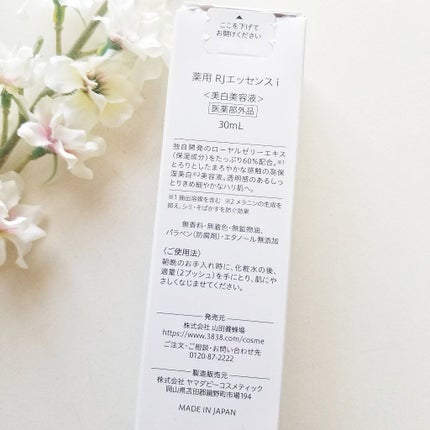 ここを下げて
お開けください
薬用 RJエッセンス i
＜美白美容液＞
医薬部外品
30mL
独自開発のローヤルゼリーエキス
（保湿成分）をたっぷり60%配合。※1
とろりとしたまろやかな感触の高保
湿美白※2美容液。透明感のあるしっ
とりきめ細やかなハリ肌へ。
※1 抽出溶媒を含む ※2 メラニンの生成を
抑え、シミ・そばかすを防ぐ効果
無香料・無着色・無鉱物油、
パラベン（防腐剤）・エタノール無添加
〈ご使用法〉
朝晩のお手入れ時に、化粧水の後、
適量（2プッシュ）を手にとり、肌にや
さしくなじませてください。
発売元
株式会社 山田養蜂場
https://www.3838.com/cosme
ご注文・ご相談・お問い合わせ先
0120-87-2222
製造販売元
株式会社 ヤマダビーコスメティック
岡山県苫田郡鏡野町市場194
MADE IN JAPAN